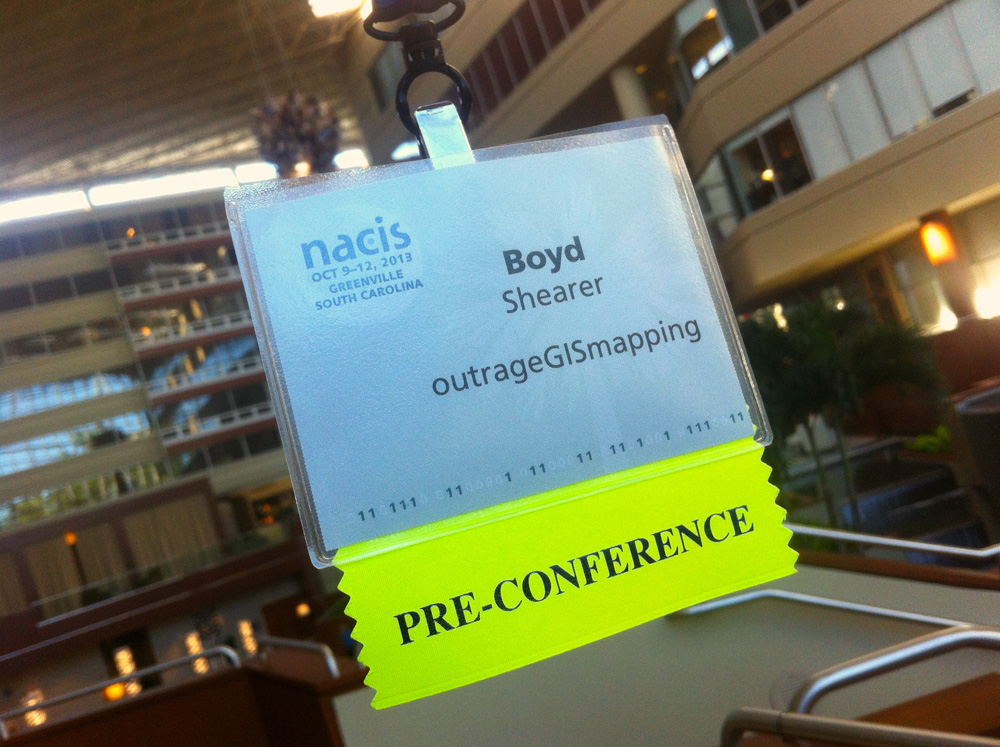 nacis
OCT 9–12, 2013
GREENVILLE
SOUTH CAROLINA
Boyd
Shearer
outrageGISmapping
PRE-CONFERENCE